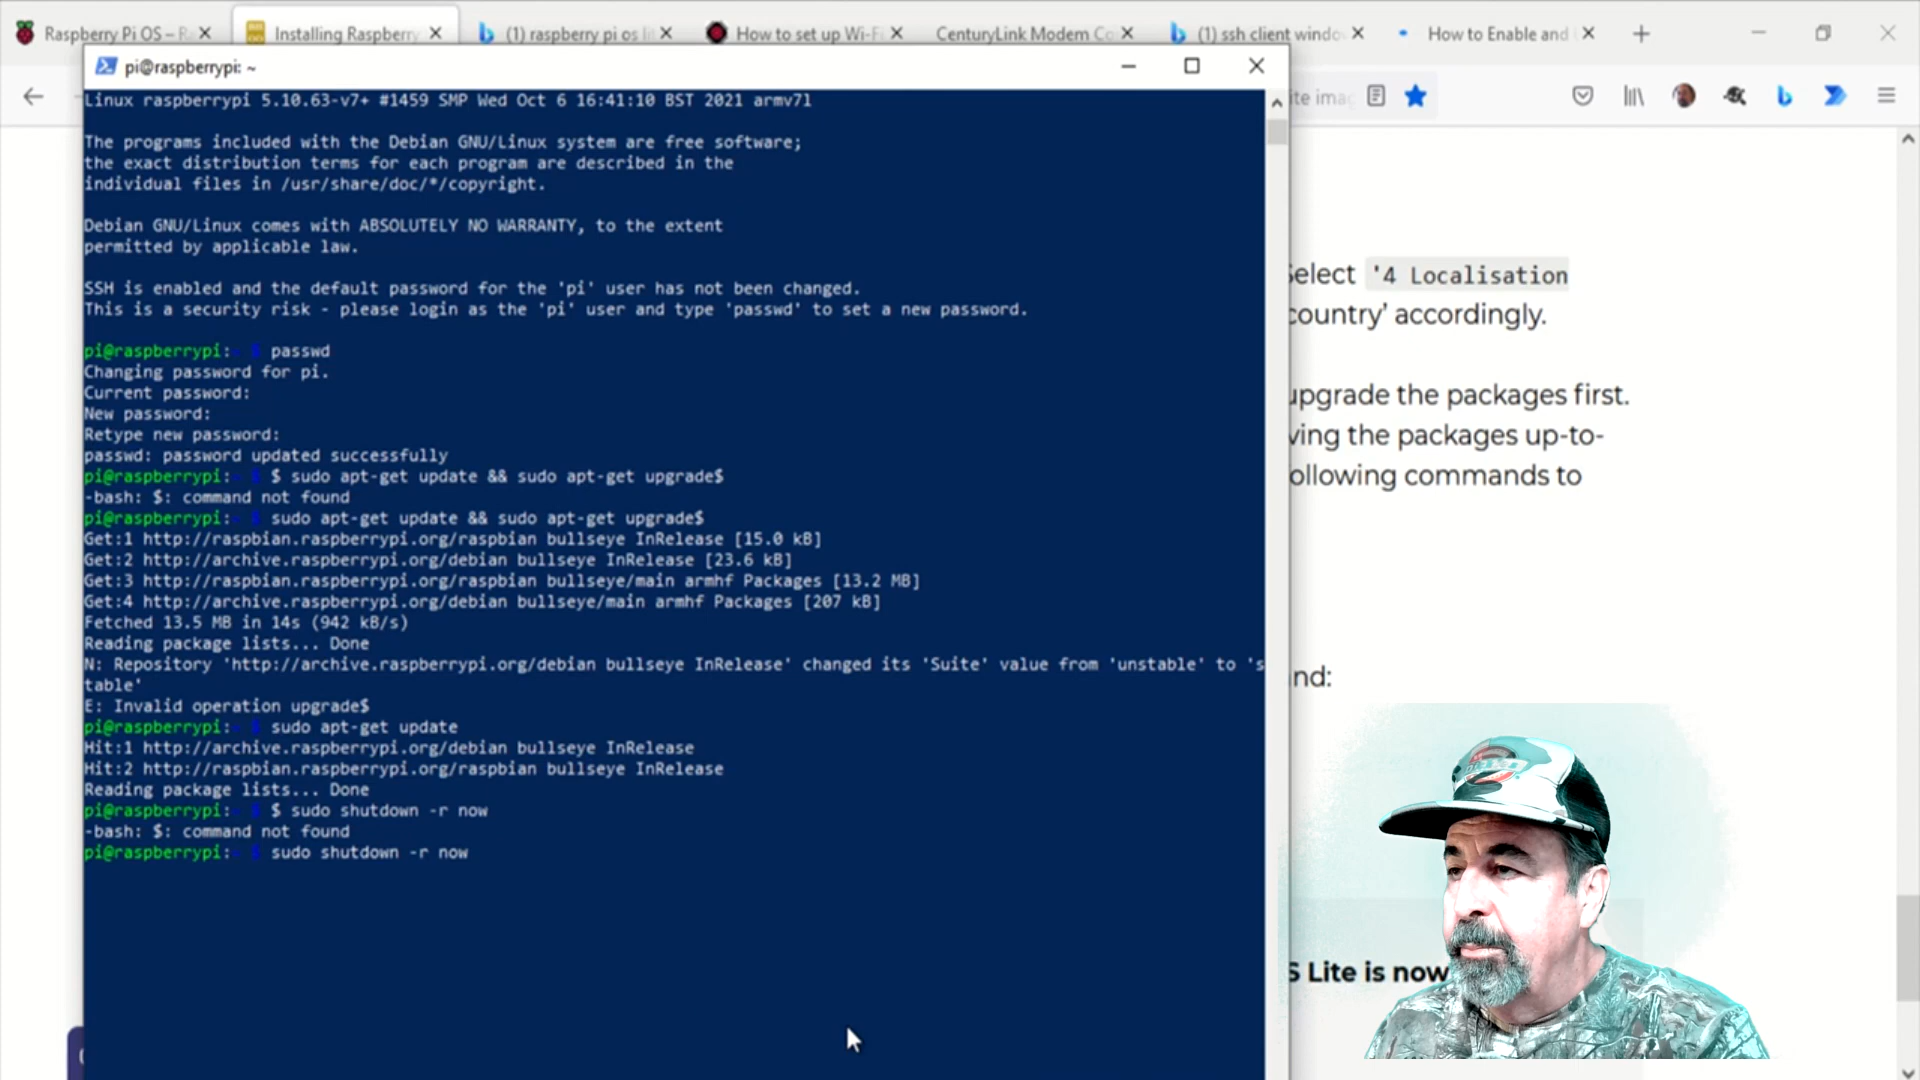 Raspberry Pi OS – R
Installing Raspberry
(1) raspberry pi os li
How to set up Wi-Fi
CenturyLink Modem Co
(1) ssh client windo
How to Enable and
pi@raspberrypi: ~
ite ima
Linux raspberrypi 5.10.63-v7+ #1459 SMP Wed Oct 6 16:41:10 BST 2021 armv7l
The programs included with the Debian GNU/Linux system are free software;
the exact distribution terms for each program are described in the
individual files in /usr/share/doc/*/copyright.
Debian GNU/Linux comes with ABSOLUTELY NO WARRANTY, to the extent
permitted by applicable law.
SSH is enabled and the default password for the 'pi' user has not been changed.
This is a security risk - please login as the 'pi' user and type 'passwd' to set a new password.
pi@raspberrypi:~ $ passwd
Changing password for pi.
Current password:
New password:
Retype new password:
passwd: password updated successfully
pi@raspberrypi:~ $ $ sudo apt-get update && sudo apt-get upgrade$
-bash: $: command not found
pi@raspberrypi:~ $ sudo apt-get update && sudo apt-get upgrade$
Get:1 http://raspbian.raspberrypi.org/raspbian bullseye InRelease [15.0 kB]
Get:2 http://archive.raspberrypi.org/debian bullseye InRelease [23.6 kB]
Get:3 http://raspbian.raspberrypi.org/raspbian bullseye/main armhf Packages [13.2 MB]
Get:4 http://archive.raspberrypi.org/debian bullseye/main armhf Packages [207 kB]
Fetched 13.5 MB in 14s (942 kB/s)
Reading package lists... Done
N: Repository 'http://archive.raspberrypi.org/debian bullseye InRelease' changed its 'Suite' value from 'unstable' to 's
table'
E: Invalid operation upgrade$
pi@raspberrypi:~ $ sudo apt-get update
Hit:1 http://archive.raspberrypi.org/debian bullseye InRelease
Hit:2 http://raspbian.raspberrypi.org/raspbian bullseye InRelease
Reading package lists... Done
pi@raspberrypi:~ $ $ sudo shutdown -r now
-bash: $: command not found
pi@raspberrypi:~ $ sudo shutdown -r now
Select '4 Localisation
country’ accordingly.
upgrade the packages first.
ving the packages up-to-
ollowing commands to
nd:
S Lite is now